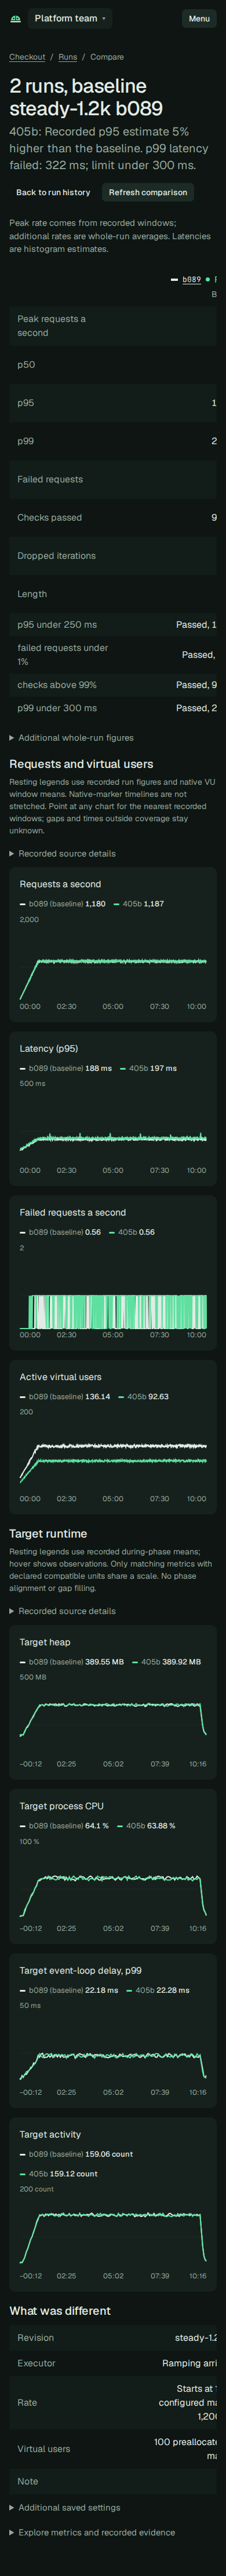 Platform team
Menu
Checkout / Runs / Compare
2 runs, baseline
steady-1.2k b089
405b: Recorded p95 estimate 5%
higher than the baseline. p99 latency
failed: 322 ms; limit under 300 ms.
Back to run history
Refresh comparison
Peak rate comes from recorded windows;
additional rates are whole-run averages. Latencies
are histogram estimates.
b089
Peak requests a
second
p50
p95
1
p99
2
Failed requests
Checks passed
9
Dropped iterations
Length
p95 under 250 ms
Passed, 1
failed requests under
1%
Passed,
checks above 99%
Passed, 9
p99 under 300 ms
Passed, 2
Additional whole-run figures
Requests and virtual users
Resting legends use recorded run figures and native VU
window means. Native-marker timelines are not
stretched. Point at any chart for the nearest recorded
windows; gaps and times outside coverage stay
unknown.
Recorded source details
Requests a second
b089 (baseline) 1,180 405b 1,187
2,000
00:00 02:30 05:00 07:30 10:00
Latency (p95)
b089 (baseline) 188 ms 405b 197 ms
500 ms
00:00 02:30 05:00 07:30 10:00
Failed requests a second
b089 (baseline) 0.56 405b 0.56
2
00:00 02:30 05:00 07:30 10:00
Active virtual users
b089 (baseline) 136.14 405b 92.63
200
00:00 02:30 05:00 07:30 10:00
Target runtime
Resting legends use recorded during-phase means;
hover shows observations. Only matching metrics with
declared compatible units share a scale. No phase
alignment or gap filling.
Recorded source details
Target heap
b089 (baseline) 389.55 MB 405b 389.92 MB
500 MB
-00:12 02:25 05:02 07:39 10:16
Target process CPU
b089 (baseline) 64.1 % 405b 63.88 %
100 %
-00:12 02:25 05:02 07:39 10:16
Target event-loop delay, p99
b089 (baseline) 22.18 ms 405b 22.28 ms
50 ms
-00:12 02:25 05:02 07:39 10:16
Target activity
b089 (baseline) 159.06 count
405b 159.12 count
200 count
-00:12 02:25 05:02 07:39 10:16
What was different
Revision
steady-1.2
Executor
Ramping arri
Rate
Starts at
configured ma
1,200
Virtual users
100 preallocate
ma
Note
Additional saved settings
Explore metrics and recorded evidence